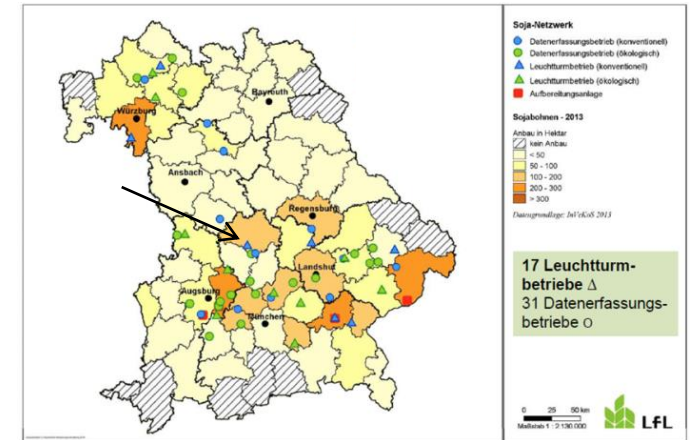 Soja-Netzwerk
Datenerfassungsbetrieb (konventionell)
Datenerfassungsbetrieb (ökologisch)
Leuchtturmbetrieb (konventionell)
Leuchtturmbetrieb (ökologisch)
Aufbereitungsanlage
Sojabohnen - 2013
Anbau in Hektar
kein Anbau
< 50
50 - 100
100 - 200
200 - 300
> 300
Datengrundlage: InVeKoS 2013
17 Leuchtturm-
betriebe Δ
31 Datenerfassungs-
betriebe O
0 25 50 km
Maßstab 1 : 2 130 000
LfL
Bayreuth
Würzburg
Ansbach
Regensburg
Landshut
Augsburg
München